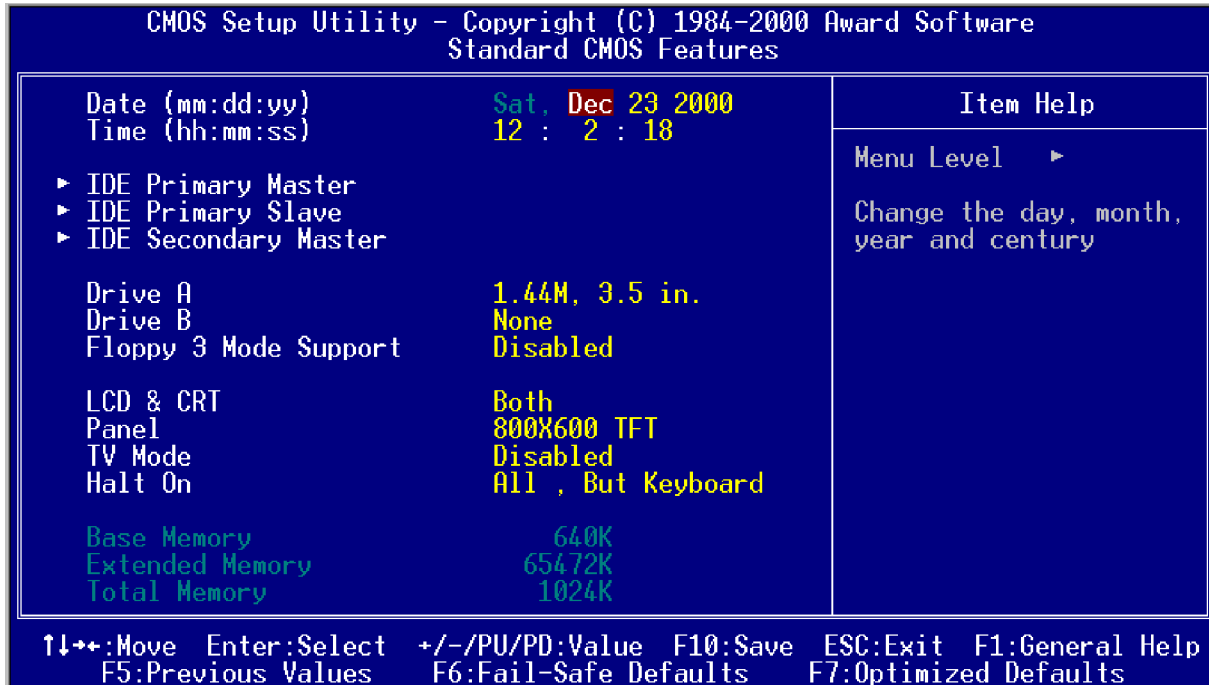 CMOS Setup Utility - Copyright (C) 1984-2000 Award Software
Standard CMOS Features
Date (mm:dd:yy) Sat, Dec 23 2000
Time (hh:mm:ss) 12 : 2 : 18
► IDE Primary Master
► IDE Primary Slave
► IDE Secondary Master
Drive A 1.44M, 3.5 in.
Drive B None
Floppy 3 Mode Support Disabled
LCD & CRT Both
Panel 800X600 TFT
TV Mode Disabled
Halt On All , But Keyboard
Base Memory 640K
Extended Memory 65472K
Total Memory 1024K
Item Help
Menu Level ►
Change the day, month,
year and century
↑↓→←:Move Enter:Select +/-/PU/PD:Value F10:Save ESC:Exit F1:General Help
F5:Previous Values F6:Fail-Safe Defaults F7:Optimized Defaults